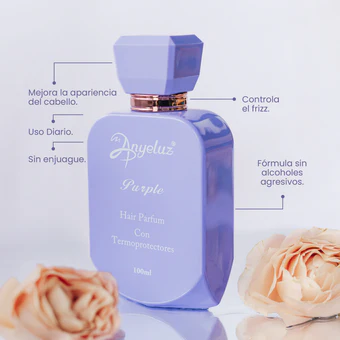 Mejora la apariencia
del cabello.
Uso Diario.
Sin enjuague.
Controla
el frizz.
Fórmula sin
alcoholes
agresivos.
Anyeluz®
Purple
Hair Parfum
Con
Termoprotectores
100ml